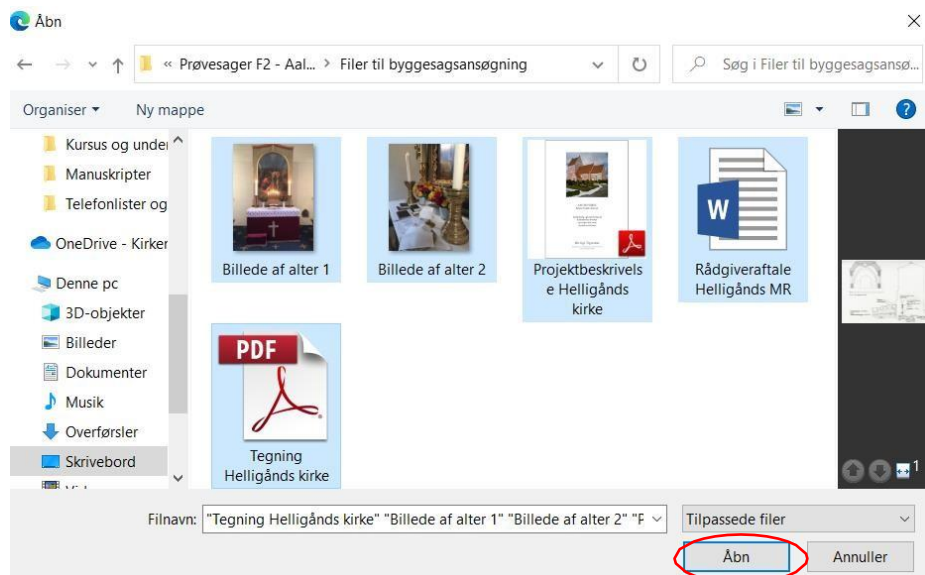 Åbn
« Prøvesager F2 - Aal... > Filer til byggesagsansøgning
Søg i Filer til byggesagsansø...
Organiser
Ny mappe
Kursus og under
Manuskripter
Telefonlister og
OneDrive - Kirker
Denne pc
3D-objekter
Billeder
Dokumenter
Musik
Overførsler
Skrivebord
Billede af alter 1
Billede af alter 2
Projektbeskrivels
e Helligånds
kirke
W
Rådgiveraftale
Helligånds MR
PDF
Tegning
Helligånds kirke
1
Filnavn:
"Tegning Helligånds kirke" "Billede af alter 1" "Billede af alter 2" "P
Tilpassede filer
Åbn
Annuller